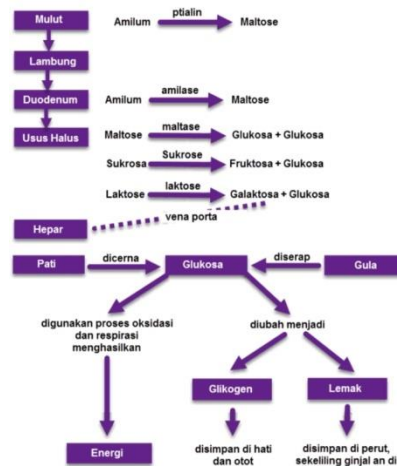 Mulut
Amilum ptialin Maltose
Lambung
Duodenum
Amilum amilase Maltose
Usus Halus
Maltose maltase Glukosa + Glukosa
Sukrosa Sukrose Fruktosa + Glukosa
Laktose laktose Galaktosa + Glukosa
vena porta
Hepar
Pati dicerna Glukosa diserap Gula
digunakan proses oksidasi
dan respirasi
menghasilkan
diubah menjadi
Glikogen
Lemak
Energi
disimpan di hati
dan otot
disimpan di perut,
sekeliling ginjal an di